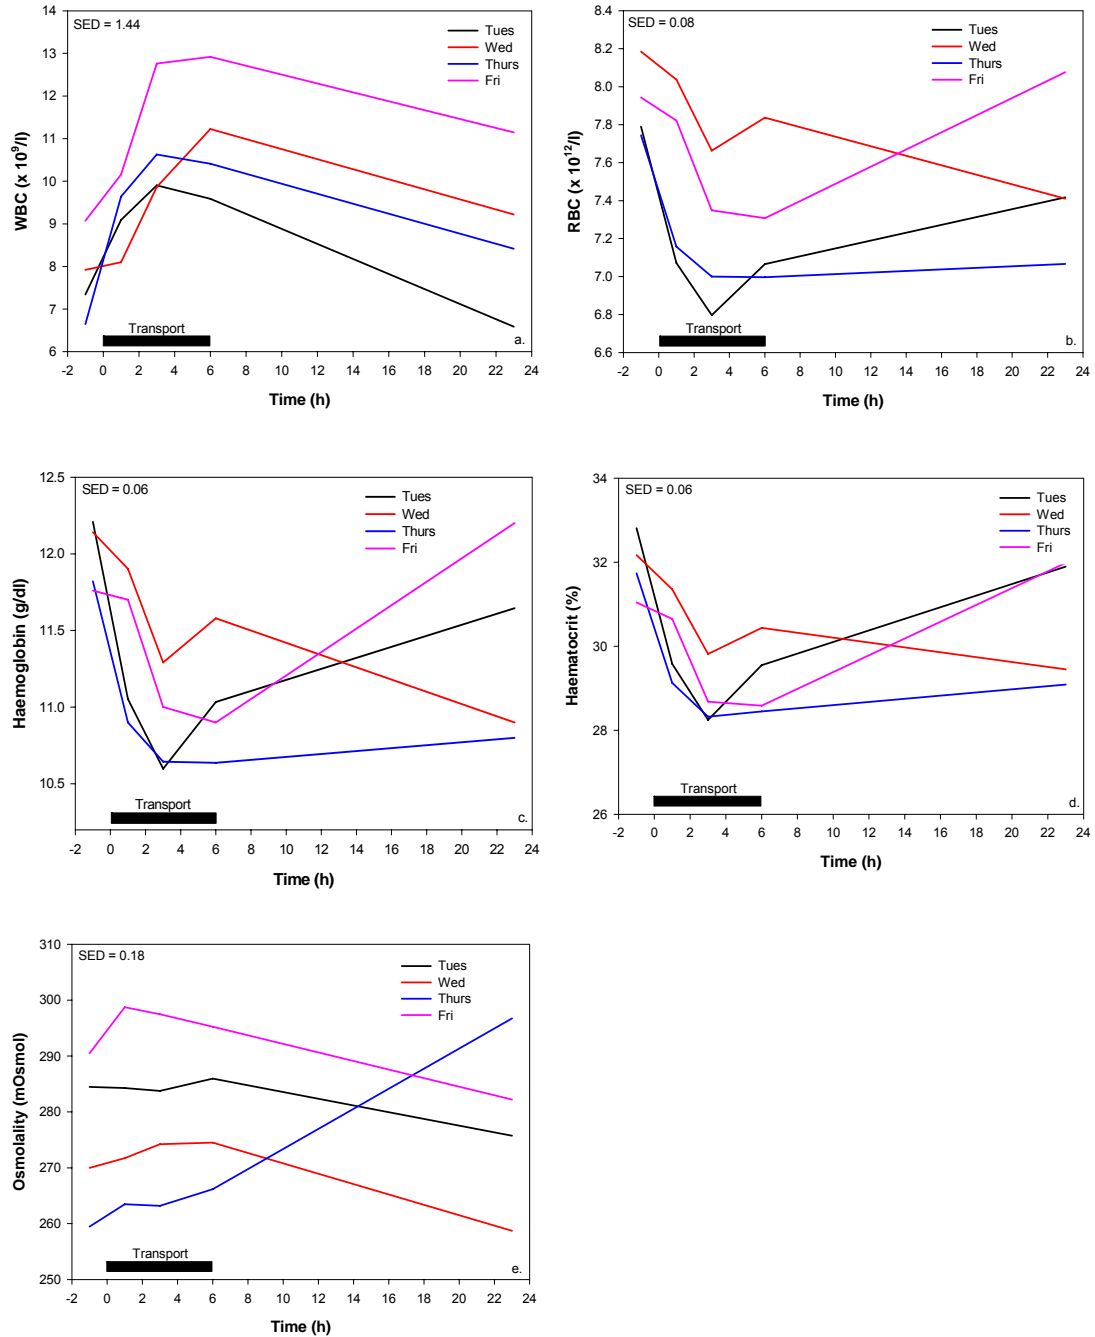 SED = 1.44
Tues
Wed
Thurs
Fri
WBC (x 10⁹/l)
14
13
12
11
10
9
8
7
6
Transport
a.
-2 0 2 4 6 8 10 12 14 16 18 20 22 24
Time (h)
SED = 0.08
Tues
Wed
Thurs
Fri
RBC (x 10¹²/l)
8.4
8.2
8.0
7.8
7.6
7.4
7.2
7.0
6.8
6.6
Transport
b.
-2 0 2 4 6 8 10 12 14 16 18 20 22 24
Time (h)
SED = 0.06
Tues
Wed
Thurs
Fri
Haemoglobin (g/dl)
12.5
12.0
11.5
11.0
10.5
Transport
c.
-2 0 2 4 6 8 10 12 14 16 18 20 22 24
Time (h)
SED = 0.06
Tues
Wed
Thurs
Fri
Haematocrit (%)
34
32
30
28
26
Transport
d.
-2 0 2 4 6 8 10 12 14 16 18 20 22 24
Time (h)
SED = 0.18
Tues
Wed
Thurs
Fri
Osmolality (mOsmol)
310
300
290
280
270
260
250
Transport
e.
-2 0 2 4 6 8 10 12 14 16 18 20 22 24
Time (h)